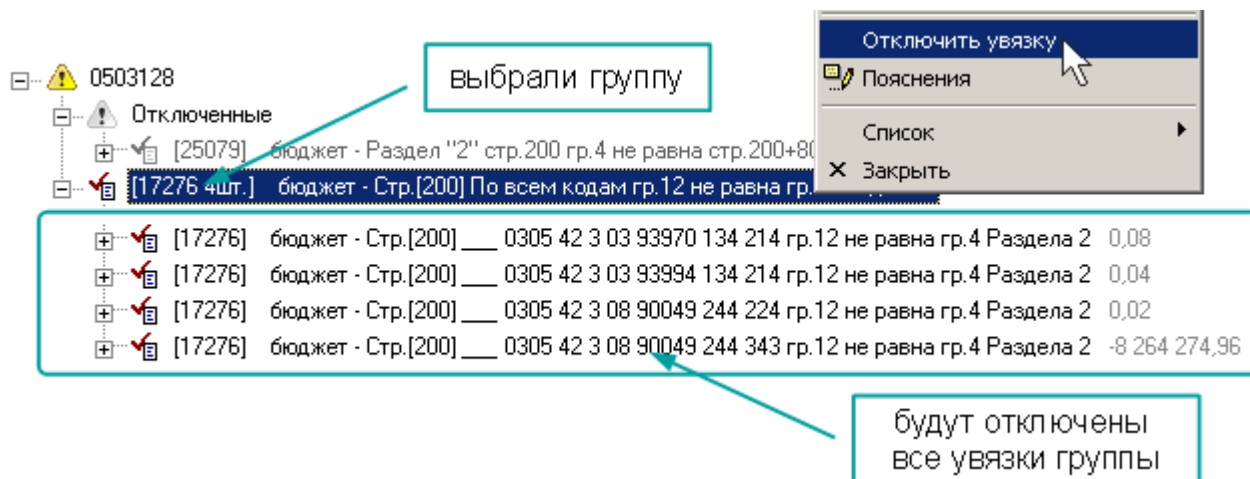 Отключить увязку
Пояснения
Список
Закрыть
выбрали группу
0503128
Отключенные
[25079] бюджет - Раздел "2" стр.200 гр.4 не равна стр.200+80
[17276 4шт.] бюджет - Стр.[200] По всем кодам гр.12 не равна гр.
[17276] бюджет - Стр.[200] ___ 0305 42 3 03 93970 134 214 гр.12 не равна гр.4 Раздела 2 0,08
[17276] бюджет - Стр.[200] ___ 0305 42 3 03 93994 134 214 гр.12 не равна гр.4 Раздела 2 0,04
[17276] бюджет - Стр.[200] ___ 0305 42 3 08 90049 244 224 гр.12 не равна гр.4 Раздела 2 0,02
[17276] бюджет - Стр.[200] ___ 0305 42 3 08 90049 244 343 гр.12 не равна гр.4 Раздела 2 -8 264 274,96
будут отключены
все увязки группы